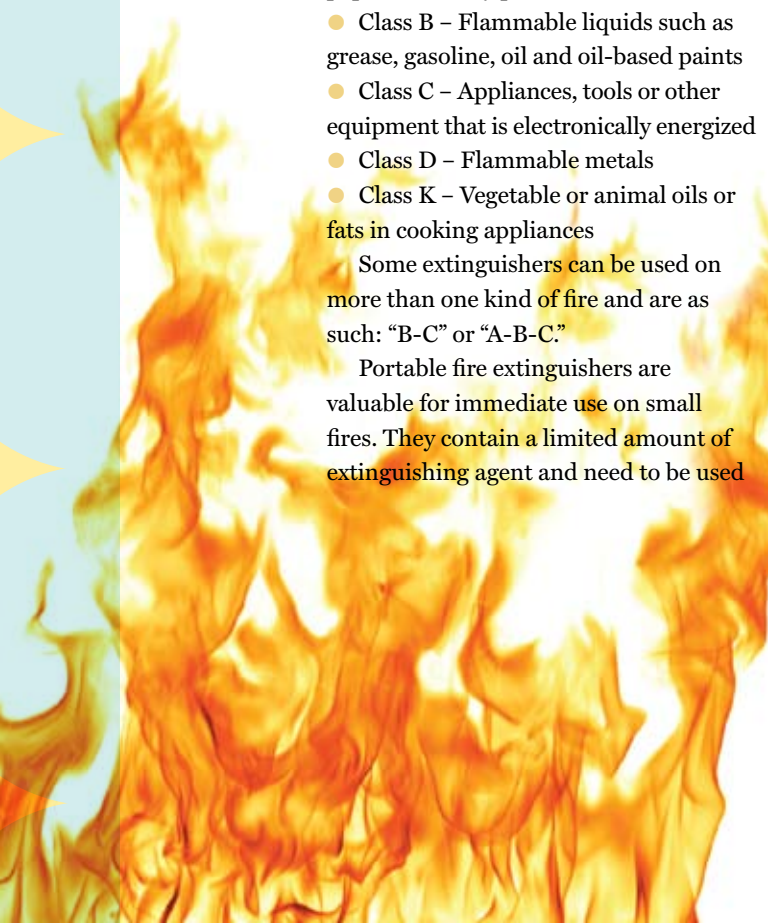 ● Class B – Flammable liquids such as
grease, gasoline, oil and oil-based paints
● Class C – Appliances, tools or other
equipment that is electronically energized
● Class D – Flammable metals
● Class K – Vegetable or animal oils or
fats in cooking appliances
Some extinguishers can be used on
more than one kind of fire and are as
such: “B-C” or “A-B-C.”
Portable fire extinguishers are
valuable for immediate use on small
fires. They contain a limited amount of
extinguishing agent and need to be used